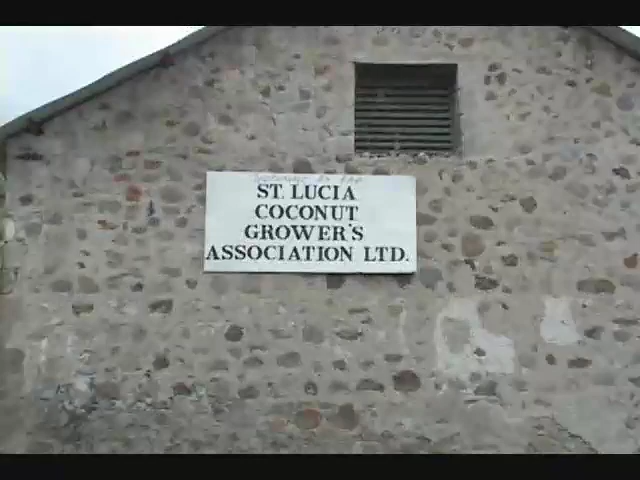 ST. LUCIA
COCONUT
GROWER'S
ASSOCIATION LTD.